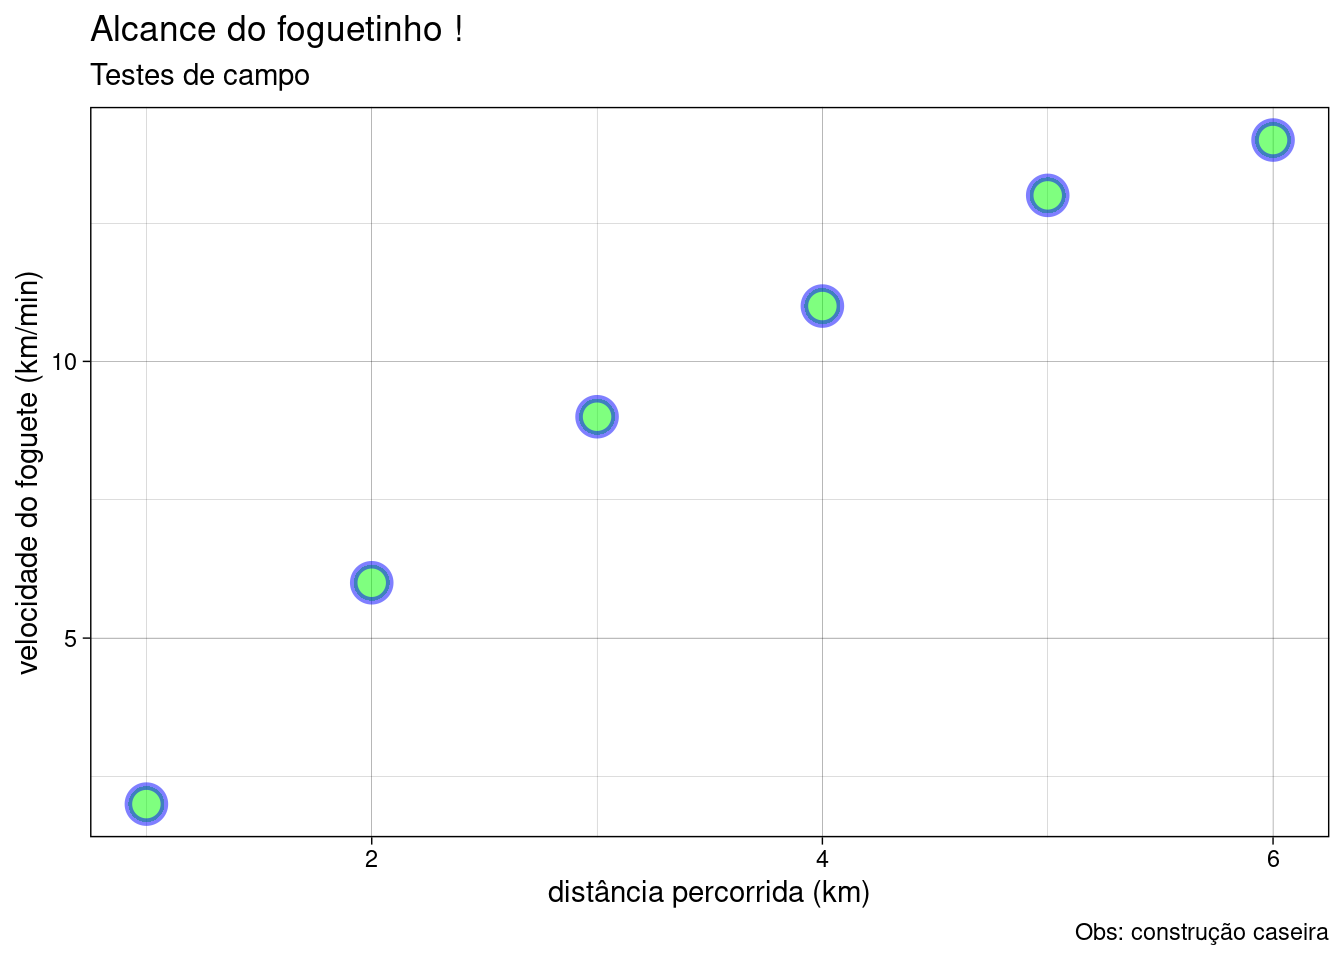 Alcance do foguetinho !
Testes de campo
velocidade do foguete (km/min)
10
5
2
4
6
distância percorrida (km)
Obs: construção caseira